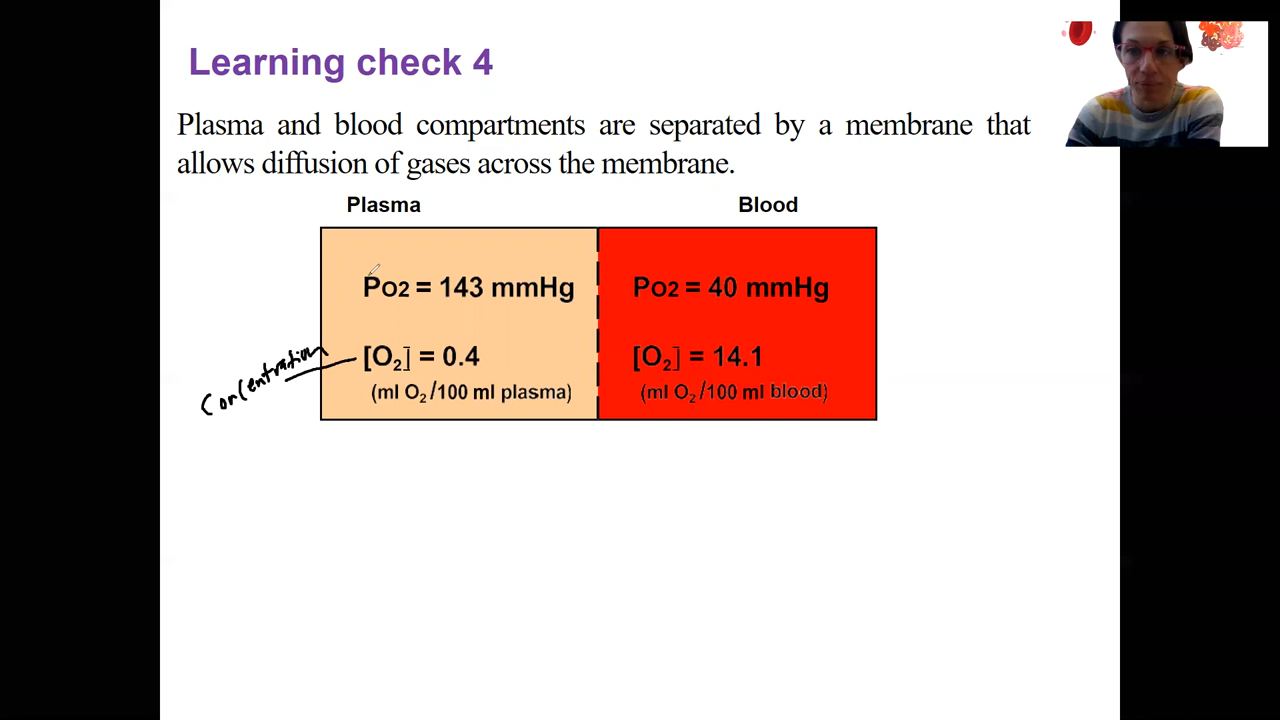 Learning check 4
Plasma and blood compartments are separated by a membrane that
allows diffusion of gases across the membrane.
Plasma
Blood
PO2 = 143 mmHg
PO2 = 40 mmHg
Concentration
[O₂] = 0.4
[O₂] = 14.1
(ml O₂/100 ml plasma)
(ml O₂/100 ml blood)